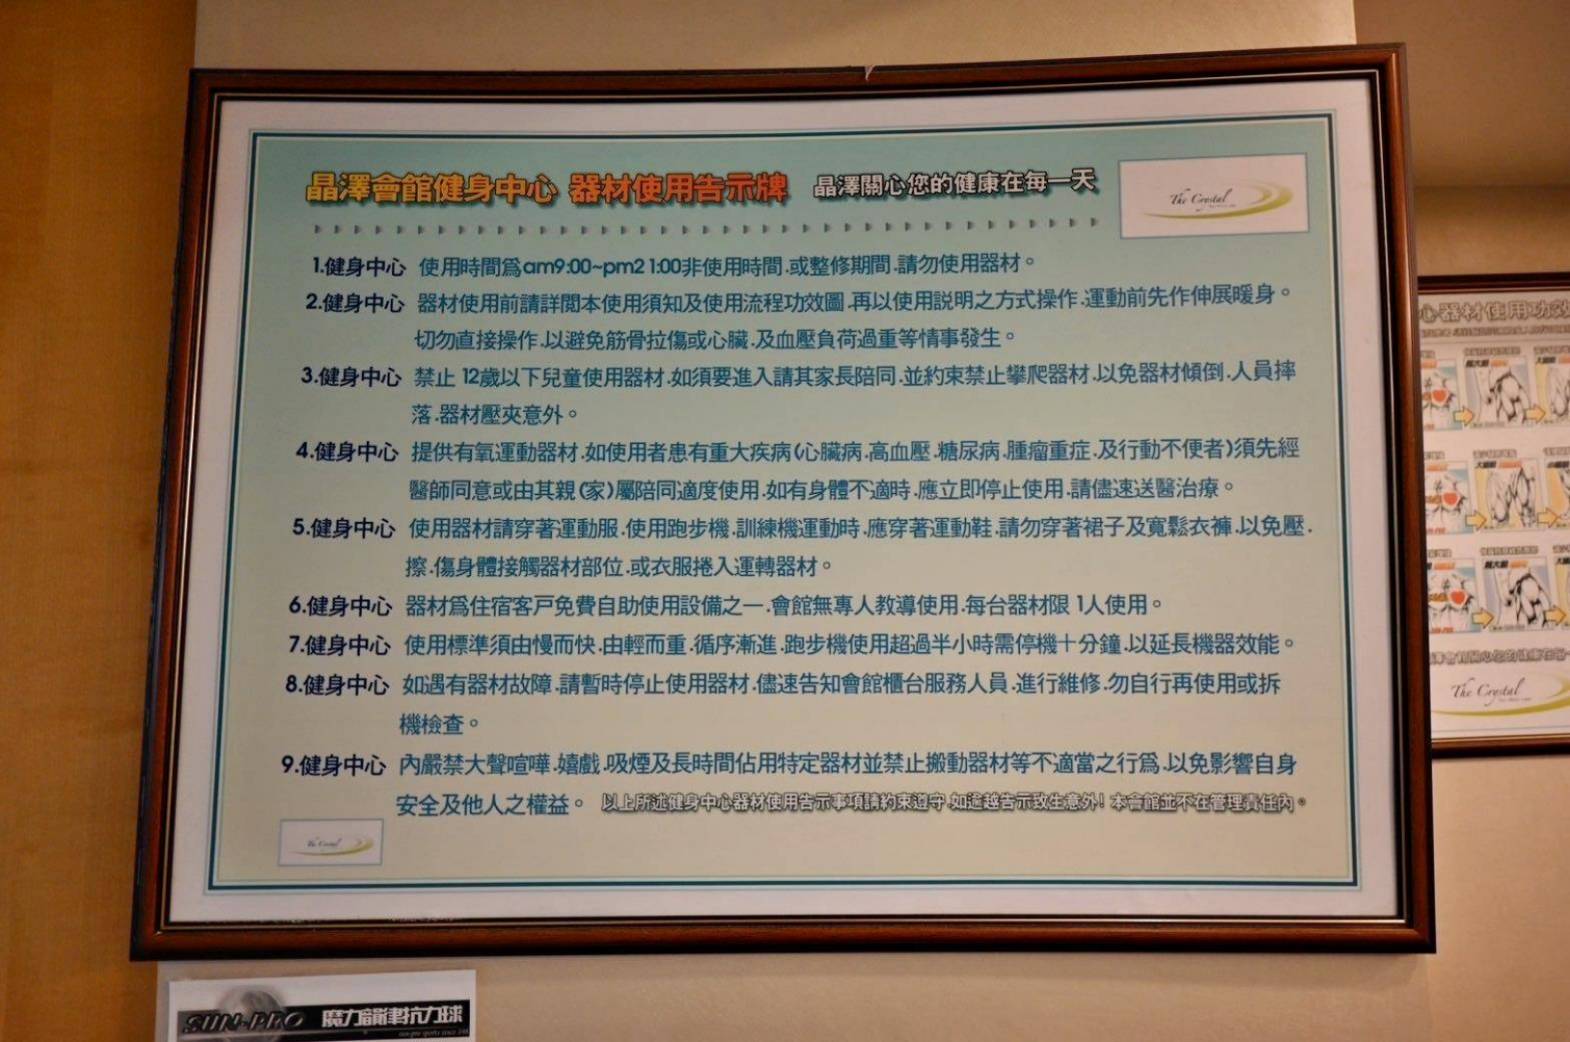 晶澤會館健身中心 器材使用告示牌 晶澤關心您的健康在每一天
The Crystal
1.健身中心 使用時間爲am9:00~pm21:00非使用時間.或整修期間.請勿使用器材。
2.健身中心 器材使用前請詳閱本使用須知及使用流程功效圖.再以使用説明之方式操作.運動前先作伸展暖身。
切勿直接操作.以避免筋骨拉傷或心臟.及血壓負荷過重等情事發生。
3.健身中心 禁止 12歲以下兒童使用器材.如須要進入請其家長陪同.並約束禁止攀爬器材.以免器材傾倒.人員摔
落.器材壓夾意外。
4.健身中心 提供有氧運動器材.如使用者患有重大疾病(心臟病.高血壓.糖尿病.腫瘤重症.及行動不便者)須先經
醫師同意或由其親(家)屬陪同適度使用.如有身體不適時.應立即停止使用.請儘速送醫治療。
5.健身中心 使用器材請穿著運動服.使用跑步機.訓練機運動時.應穿著運動鞋.請勿穿著裙子及寬鬆衣褲.以免壓.
擦.傷身體接觸器材部位.或衣服捲入運轉器材。
6.健身中心 器材爲住宿客戶免費自助使用設備之一.會館無專人教導使用.每台器材限 1人使用。
7.健身中心 使用標準須由慢而快.由輕而重.循序漸進.跑步機使用超過半小時需停機十分鐘.以延長機器效能。
8.健身中心 如遇有器材故障.請暫時停止使用器材.儘速告知會館櫃台服務人員.進行維修.勿自行再使用或拆
機檢查。
9.健身中心 內嚴禁大聲喧嘩.嬉戲.吸煙及長時間佔用特定器材並禁止搬動器材等不適當之行爲.以免影響自身
安全及他人之權益。 以上所述健身中心器材使用告示事項請約束遵守.如逾越告示致生意外!本會館並不在管理責任內。
The Crystal
心器材使用功效
The Crystal
SUN-PRO 魔力韻律抗力球